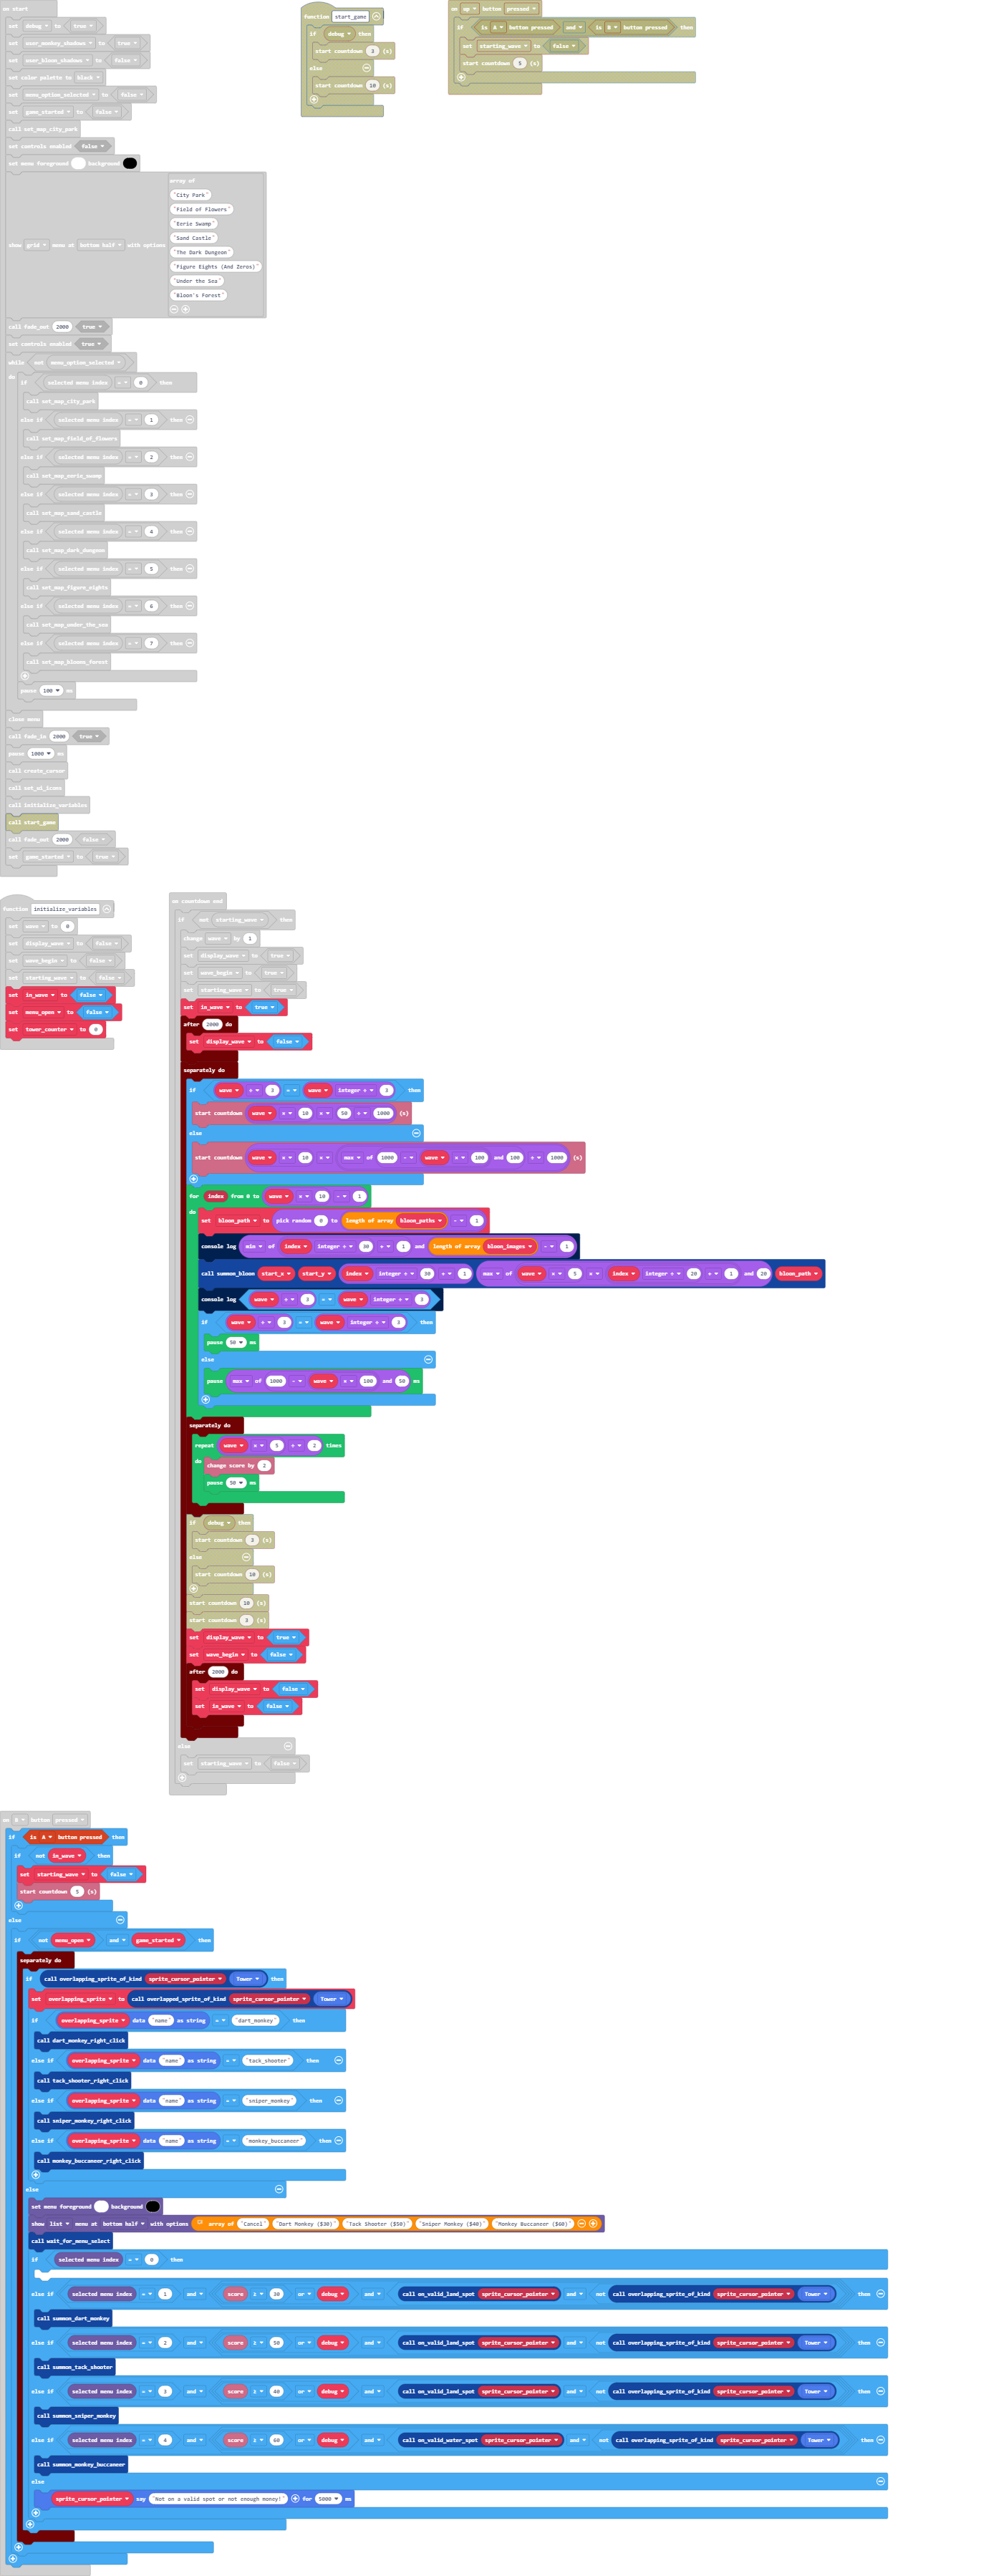 on start
set debug to true
set over_monkey_shadows to true
set over_bloon_shadows to false
set color palette to black
set menu_option_selected to false
set game_started to false
call set_map_city_park
set controls enabled false
set menu foreground background
show grid menu at bottom half with options array of
"City Park"
"Field of Flowers"
"Eerie Swamp"
"Sand Castle"
"The Dark Dungeon"
"Figure Eights (And Zeros)"
"Under the Sea"
"Bloon's Forest"
call fade_out 2000 true
set controls enabled true
while not menu_option_selected
do if selected menu index = 0 then
call set_map_city_park
else if selected menu index = 1 then
call set_map_field_of_flowers
else if selected menu index = 2 then
call set_map_eerie_swamp
else if selected menu index = 3 then
call set_map_sand_castle
else if selected menu index = 4 then
call set_map_dark_dungeon
else if selected menu index = 5 then
call set_map_figure_eights
else if selected menu index = 6 then
call set_map_under_the_sea
else if selected menu index = 7 then
call set_map_bloons_forest
pause 100 ms
close menu
call fade_in 2000 true
pause 1000 ms
call create_cursor
call set_ui_icons
call initialize_variables
call start_game
call fade_out 2000 false
set game_started to true
function start_game
if debug then
start countdown 3 (s)
else
start countdown 10 (s)
on up button pressed
if is A button pressed and is B button pressed then
set starting_wave to false
start countdown 5 (s)
function initialize_variables
set wave to 0
set display_wave to false
set wave_begin to false
set starting_wave to false
set in_wave to false
set menu_open to false
set tower_counter to 0
on countdown end
if not starting_wave then
change wave by 1
set display_wave to true
set wave_begin to true
set starting_wave to true
set in_wave to true
after 2000 do
set display_wave to false
separately do
if wave ÷ 3 = wave integer ÷ 3 then
start countdown wave × 10 × 50 ÷ 1000 (s)
else
start countdown wave × 10 × max of 1000 - wave × 100 and 100 ÷ 1000 (s)
for index from 0 to wave × 10 - 1
do set bloon_path to pick random 0 to length of array bloon_paths - 1
console log min of index integer ÷ 30 + 1 and length of array bloon_images - 1
call summon_bloon start_x start_y index integer ÷ 30 + 1 max of wave × 5 × index integer ÷ 20 + 1 and 20 bloon_path
console log wave ÷ 3 = wave integer ÷ 3
if wave ÷ 3 = wave integer ÷ 3 then
pause 50 ms
else
pause max of 1000 - wave × 100 and 50 ms
separately do
repeat wave × 5 ÷ 2 times
do change score by 2
pause 50 ms
if debug then
start countdown 3 (s)
else
start countdown 10 (s)
start countdown 10 (s)
start countdown 3 (s)
set display_wave to true
set wave_begin to false
after 2000 do
set display_wave to false
set in_wave to false
else
set starting_wave to false
on B button pressed
if is A button pressed then
if not in_wave then
set starting_wave to false
start countdown 5 (s)
else
if not menu_open and game_started then
separately do
if call overlapping_sprite_of_kind sprite_cursor_pointer Tower then
set overlapping_sprite to call overlapped_sprite_of_kind sprite_cursor_pointer Tower
if overlapping_sprite data "name" as string = "dart_monkey" then
call dart_monkey_right_click
else if overlapping_sprite data "name" as string = "tack_shooter" then
call tack_shooter_right_click
else if overlapping_sprite data "name" as string = "sniper_monkey" then
call sniper_monkey_right_click
else if overlapping_sprite data "name" as string = "monkey_buccaneer" then
call monkey_buccaneer_right_click
else
set menu foreground background
show list menu at bottom half with options array of "Cancel" "Dart Monkey ($30)" "Tack Shooter ($50)" "Sniper Monkey ($40)" "Monkey Buccaneer ($60)"
call wait_for_menu_select
if selected menu index = 0 then
else if selected menu index = 1 and score ≥ 30 or debug and call on_valid_land_spot sprite_cursor_pointer and not call overlapping_sprite_of_kind sprite_cursor_pointer Tower then
call summon_dart_monkey
else if selected menu index = 2 and score ≥ 50 or debug and call on_valid_land_spot sprite_cursor_pointer and not call overlapping_sprite_of_kind sprite_cursor_pointer Tower then
call summon_tack_shooter
else if selected menu index = 3 and score ≥ 40 or debug and call on_valid_land_spot sprite_cursor_pointer and not call overlapping_sprite_of_kind sprite_cursor_pointer Tower then
call summon_sniper_monkey
else if selected menu index = 4 and score ≥ 60 or debug and call on_valid_water_spot sprite_cursor_pointer and not call overlapping_sprite_of_kind sprite_cursor_pointer Tower then
call summon_monkey_buccaneer
else
sprite_cursor_pointer say "Not on a valid spot or not enough money!" for 5000 ms